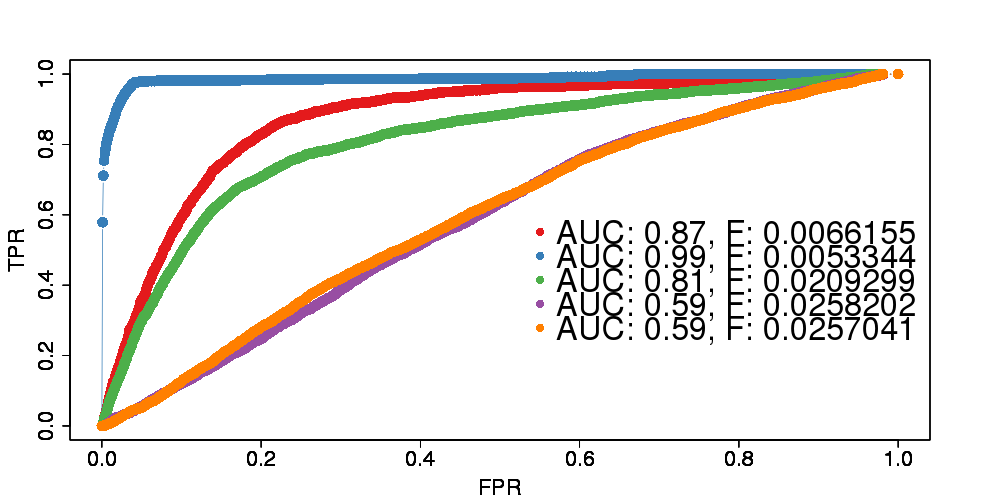 1.0
0.8
0.6
0.4
0.2
0.0
TPR
AUC: 0.87, F: 0.0066155
AUC: 0.99, F: 0.0053344
AUC: 0.81, F: 0.0209299
AUC: 0.59, F: 0.0258202
AUC: 0.59, F: 0.0257041
0.0 0.2 0.4 0.6 0.8 1.0
FPR